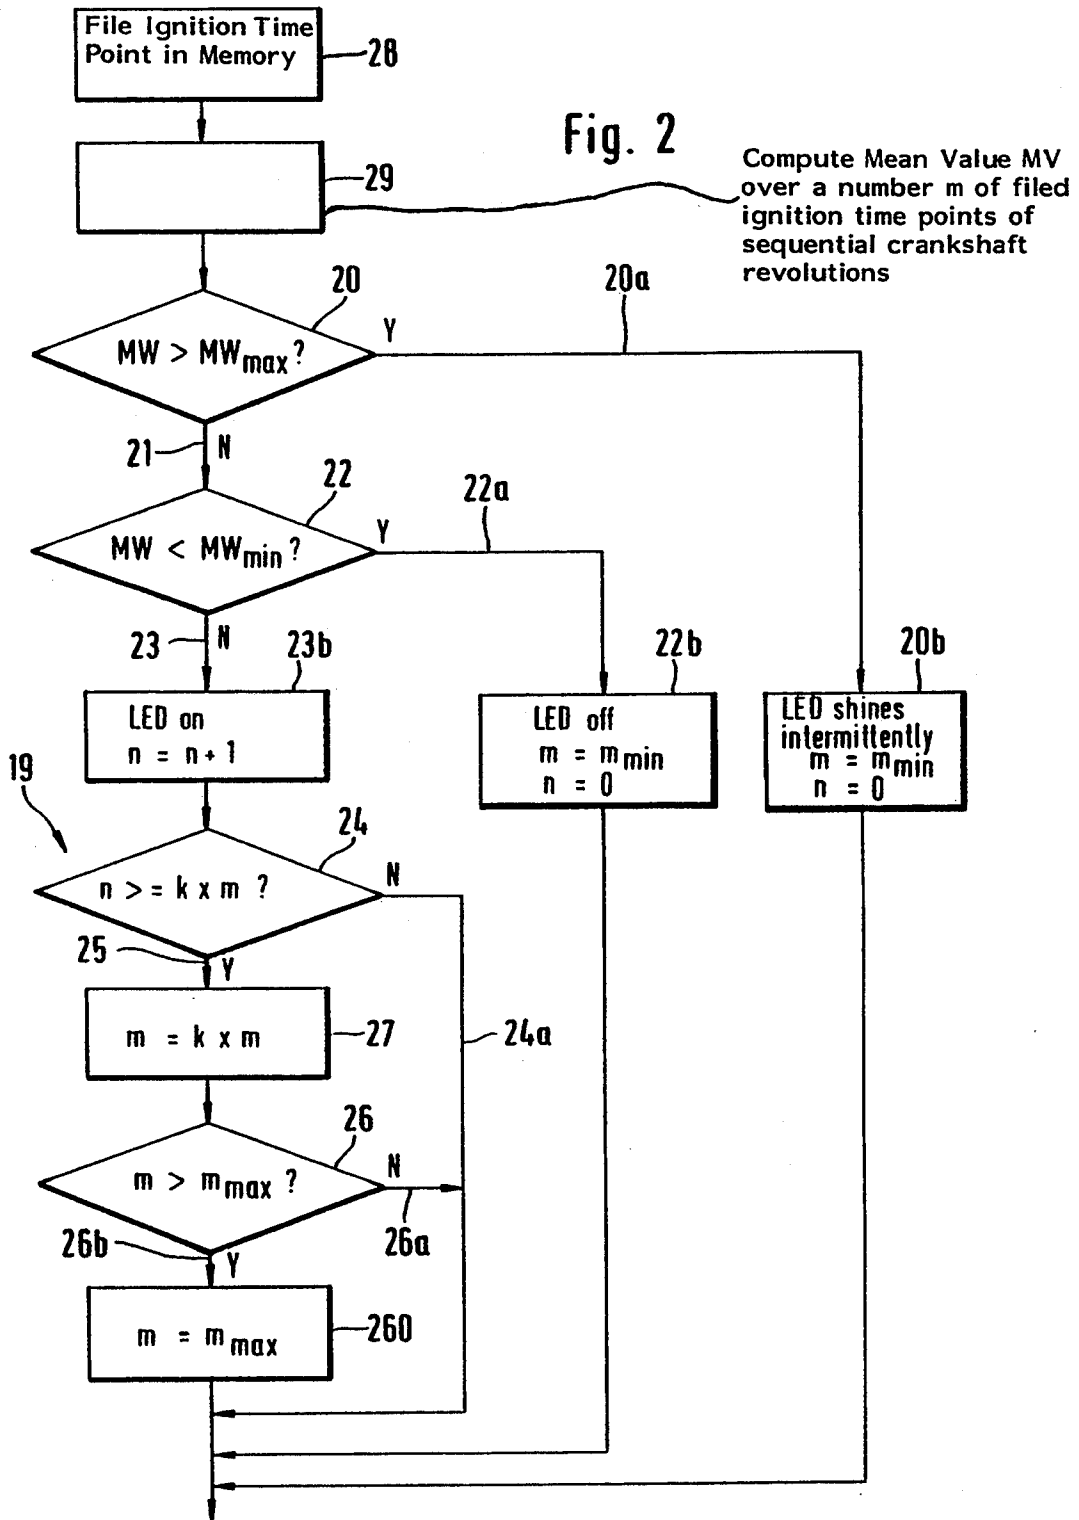 File Ignition Time
Point in Memory
28
Fig. 2
29
Compute Mean Value MV
over a number m of filed
ignition time points of
sequential crankshaft
revolutions
20
20a
Y
MW > MWmax ?
21
N
22
22a
Y
MW < MWmin ?
23
N
23b
22b
20b
LED on
n = n + 1
LED off
m = mmin
n = 0
LED shines
intermittently
m = mmin
n = 0
19
24
N
n > = k x m ?
25
Y
m = k x m
27
24a
26
N
m > mmax ?
26a
26b
Y
m = mmax
260